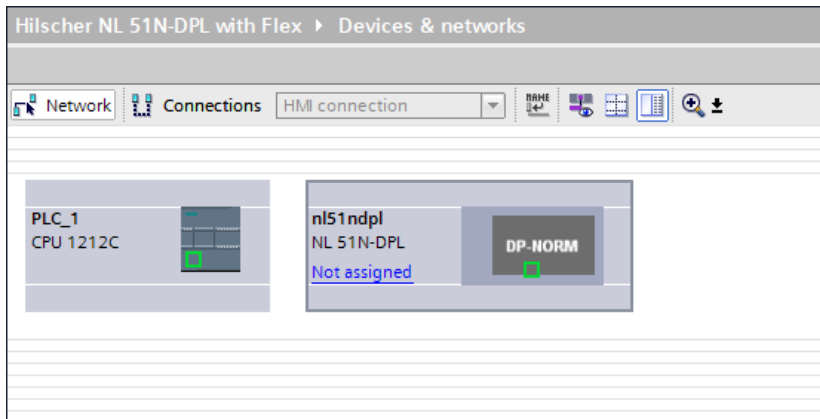 Hilscher NL 51N-DPL with Flex ▸ Devices & networks
Network Connections HMI connection NAME
PLC_1
CPU 1212C
nl51ndpl
NL 51N-DPL
Not assigned
DP-NORM